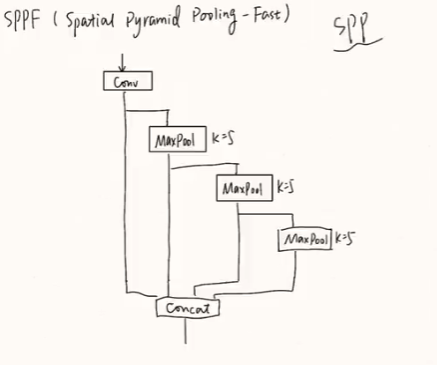 SPPF ( Spatial Pyramid Pooling - Fast )
SPP
Conv
MaxPool K=5
MaxPool K=5
MaxPool K=5
Concat